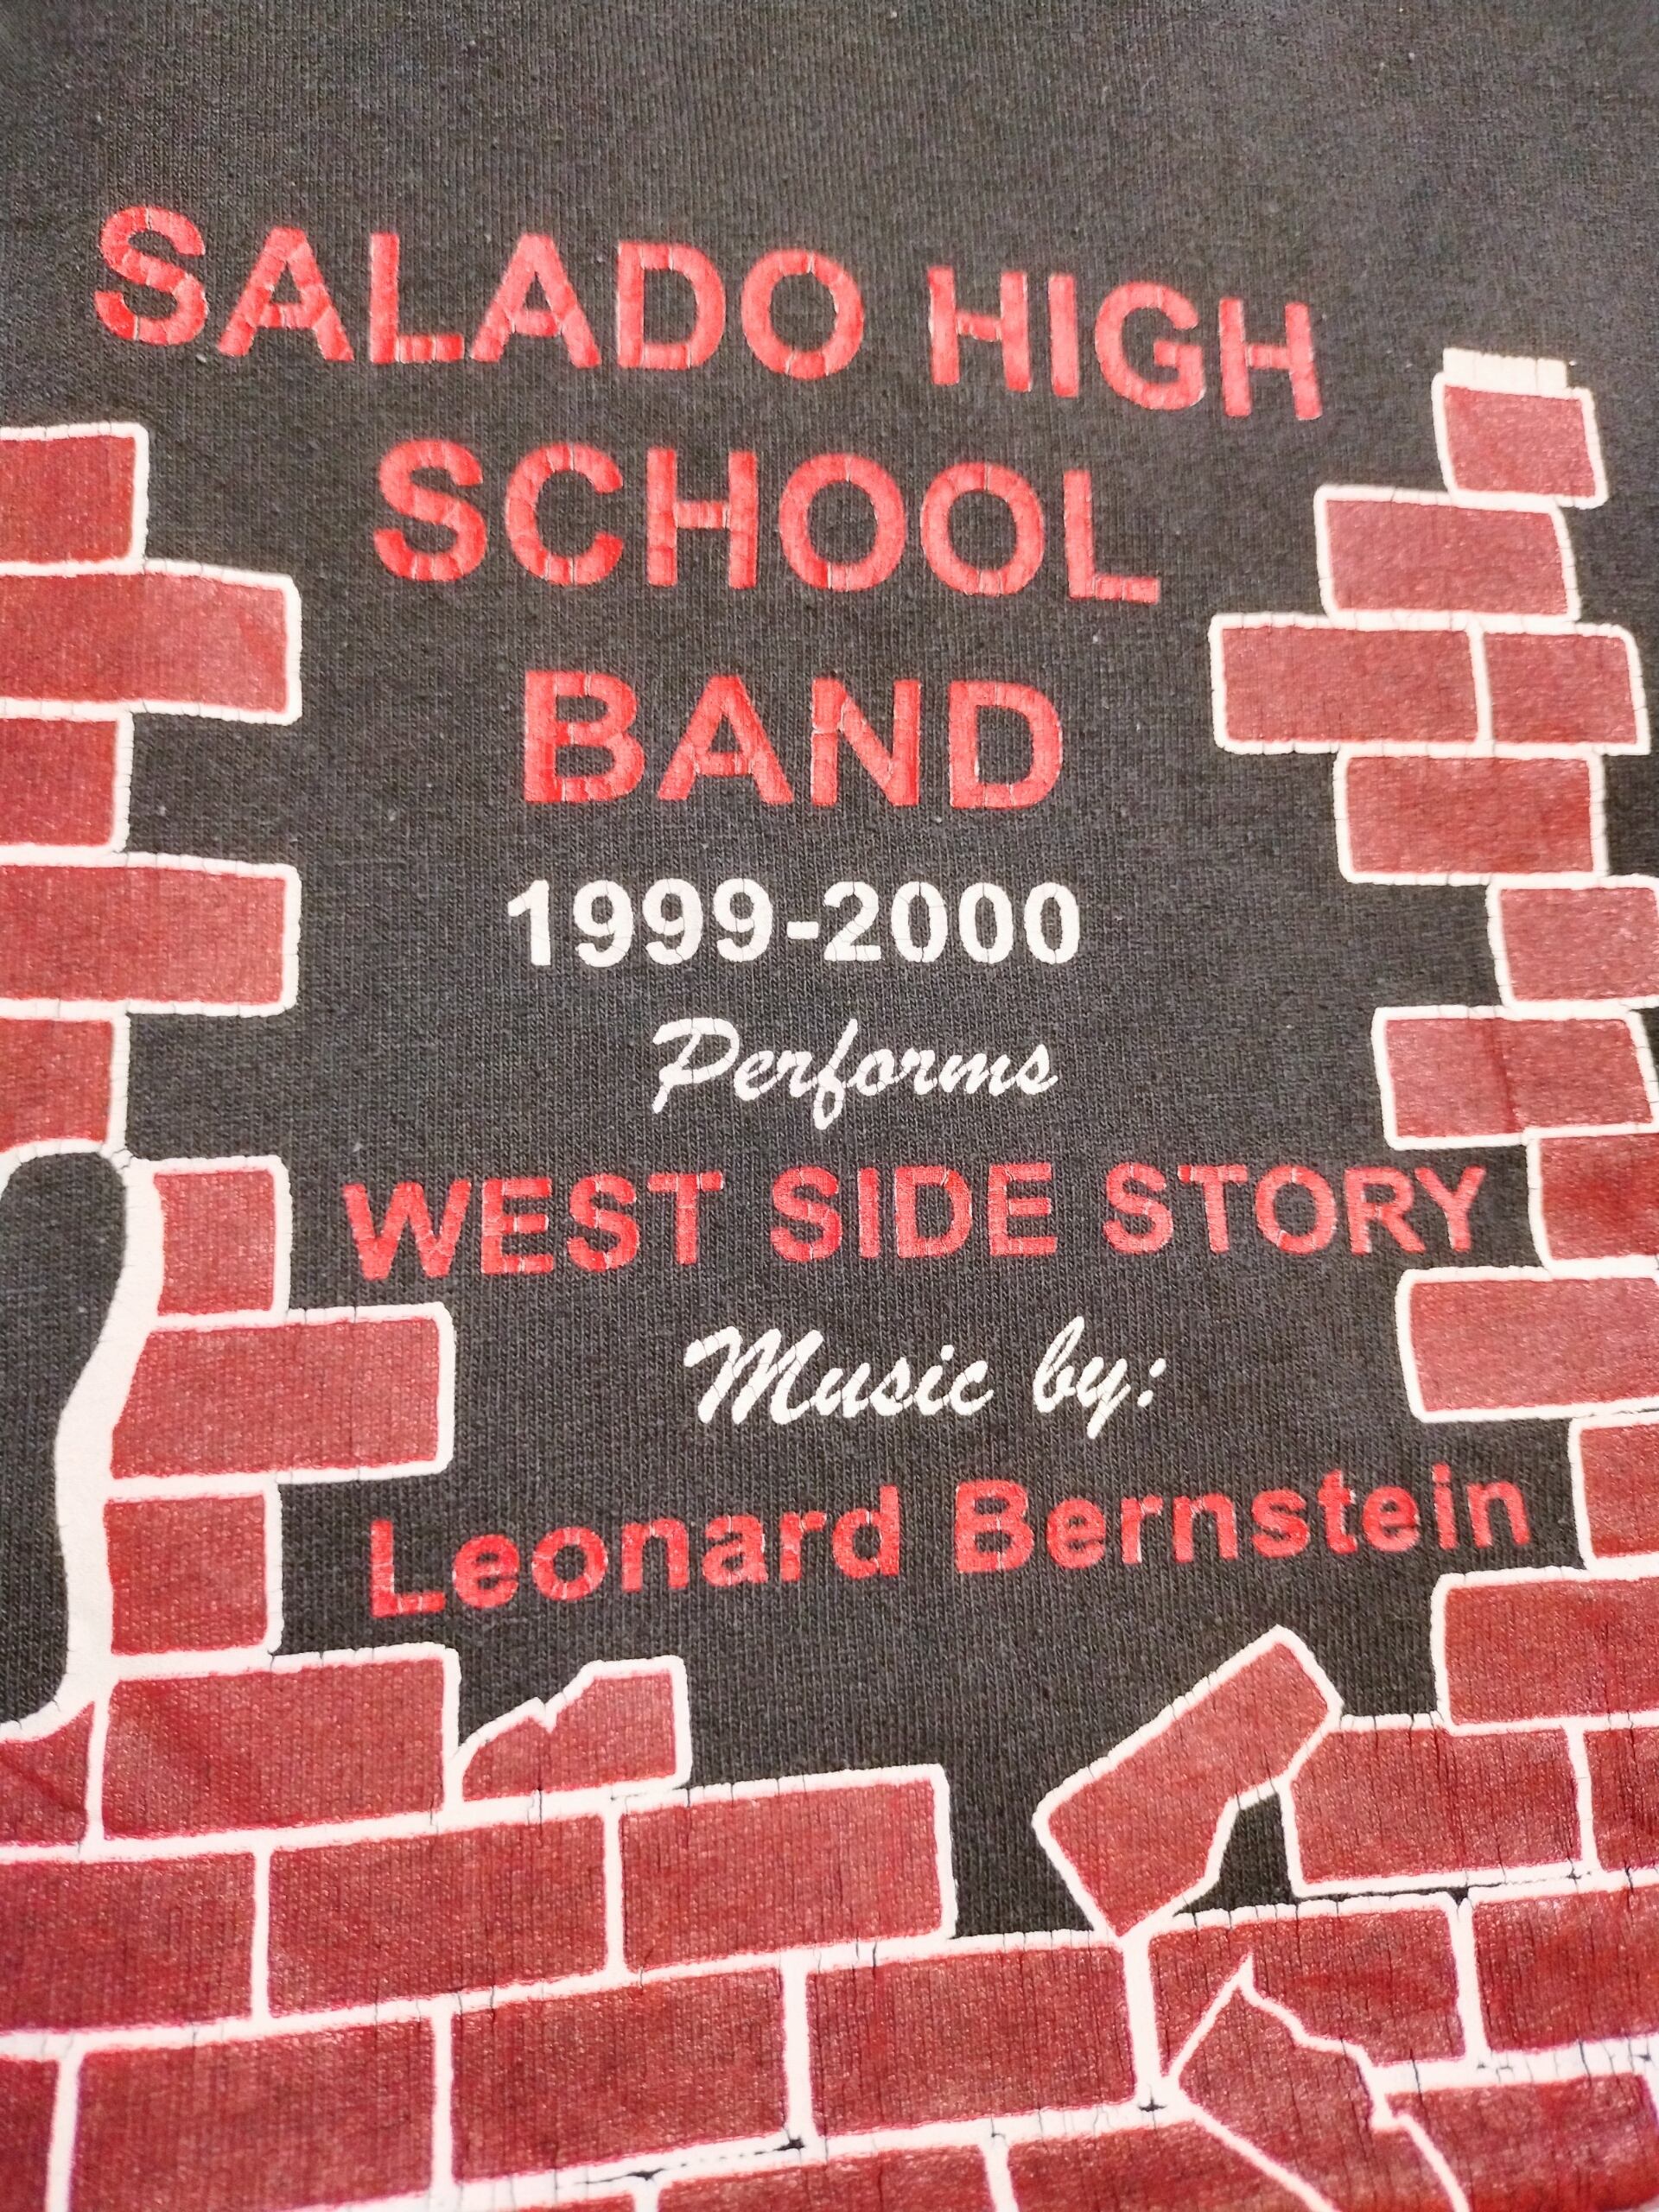 SALADO HIGH
SCHOOL
BAND
1999-2000
Performs
WEST SIDE STORY
Music by:
Leonard Bernstein